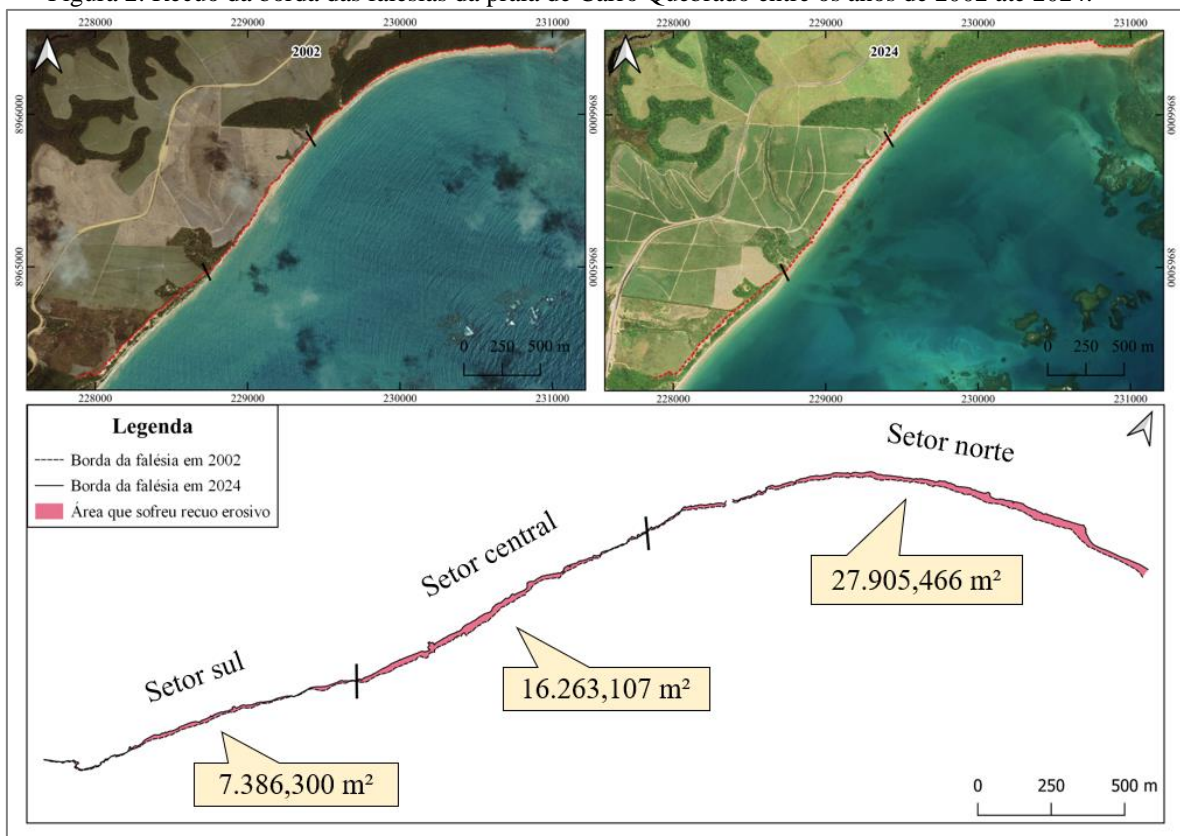 Figura 2: Recuo da borda das falésias da praia de Carro Quebrado entre os anos de 2002 até 2024.
228000 229000 230000 231000
228000 229000 230000 231000
2002
2024
8966000
8966000
8965000
8965000
0 250 500 m
0 250 500 m
228000 229000 230000 231000
228000 229000 230000 231000
Legenda
Borda da falésia em 2002
Borda da falésia em 2024
Área que sofreu recuo erosivo
Setor norte
27.905,466 m²
Setor central
16.263,107 m²
Setor sul
7.386,300 m²
0 250 500 m